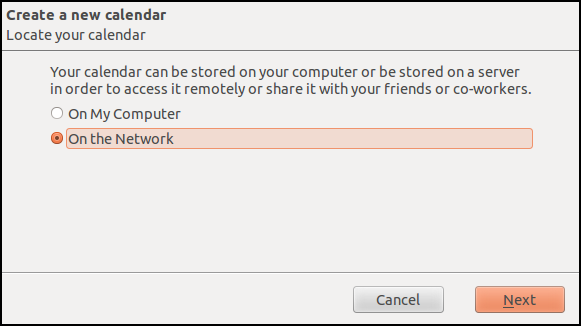 Create a new calendar
Locate your calendar
Your calendar can be stored on your computer or be stored on a server
in order to access it remotely or share it with your friends or co-workers.
On My Computer
On the Network
Cancel
Next